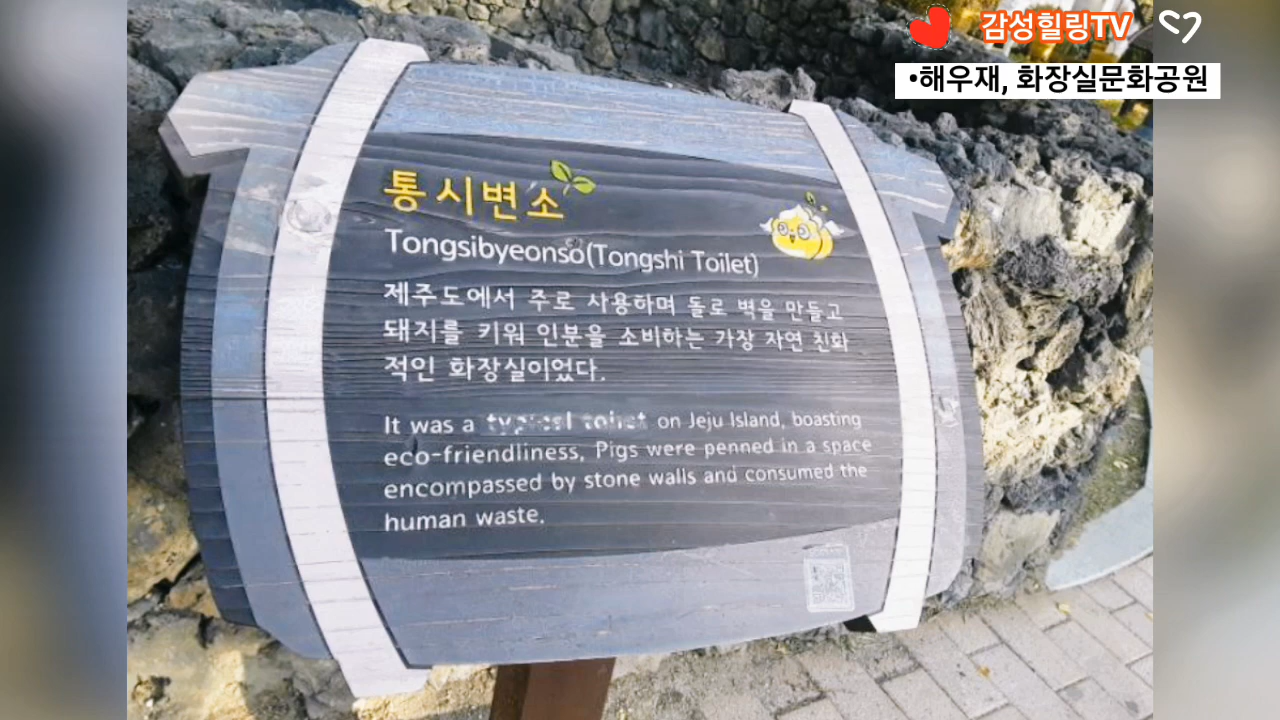 감성힐링TV
•해우재, 화장실문화공원
통시변소
Tongsibyeonso(Tongshi Toilet)
제주도에서 주로 사용하며 돌로 벽을 만들고
돼지를 키워 인분을 소비하는 가장 자연 친화
적인 화장실이었다.
It was a typical toilet on Jeju Island, boasting
eco-friendliness, Pigs were penned in a space
encompassed by stone walls and consumed the
human waste.